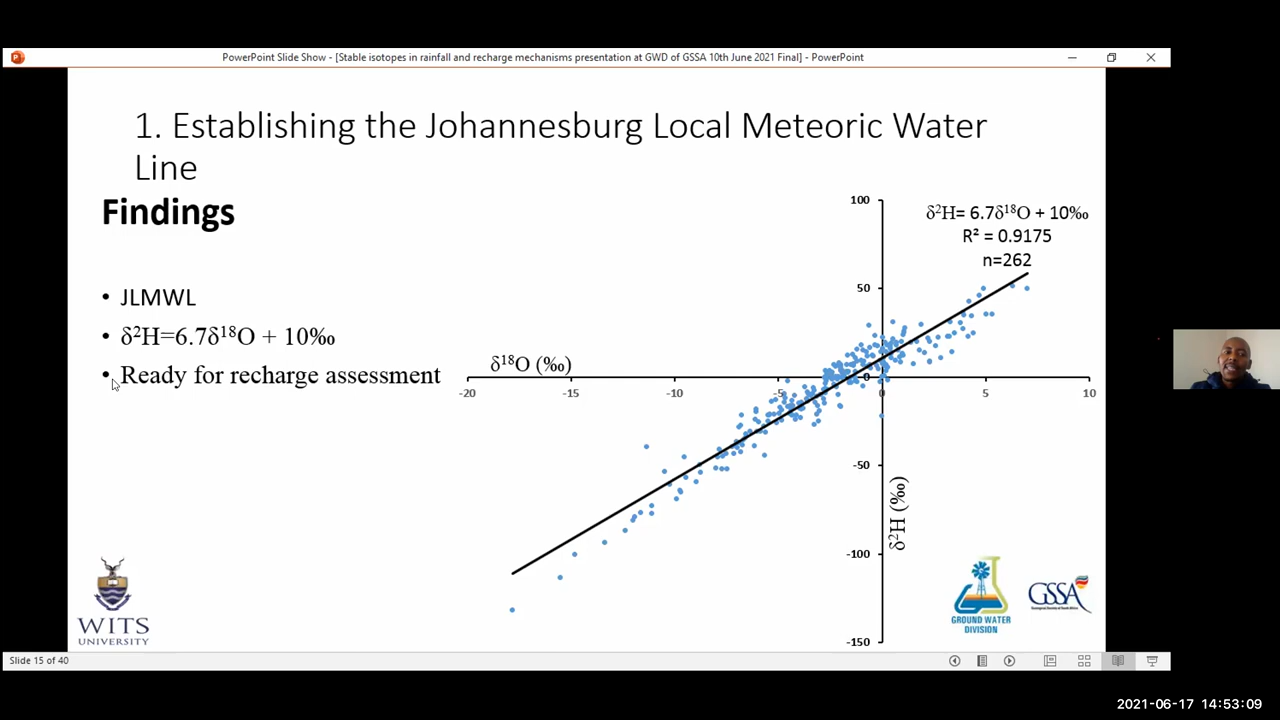 PowerPoint Slide Show - [Stable isotopes in rainfall and recharge mechanisms presentation at GWD of GSSA 10th June 2021 Final] - PowerPoint
1. Establishing the Johannesburg Local Meteoric Water
Line
Findings
• JLMWL
• δ²H=6.7δ¹⁸O + 10‰
• Ready for recharge assessment
δ²H= 6.7δ¹⁸O + 10‰
R² = 0.9175
n=262
100
50
0
-50
-100
-150
δ¹⁸O (‰)
-20 -15 -10 -5 0 5 10
δ²H (‰)
WITS
UNIVERSITY
GROUND WATER
DIVISION
GSSA
Slide 15 of 40
2021-06-17 14:53:09